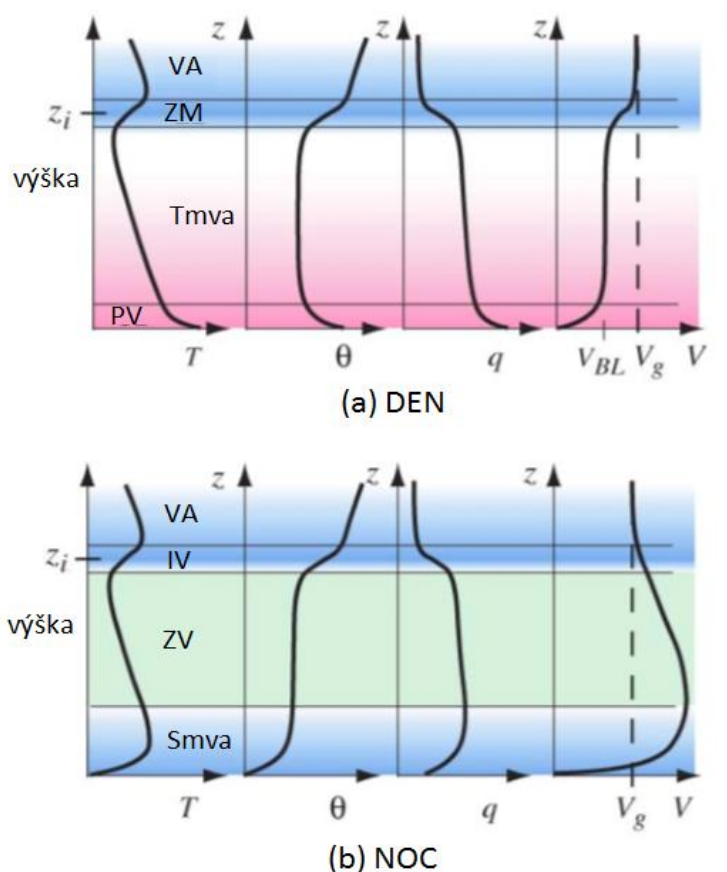 z z z
VA
z_i ZM
výška
Tmva
PV
T θ q V_BL V_g V
(a) DEN
z z z
VA
z_i IV
výška ZV
Smva
T θ q V_g V
(b) NOC